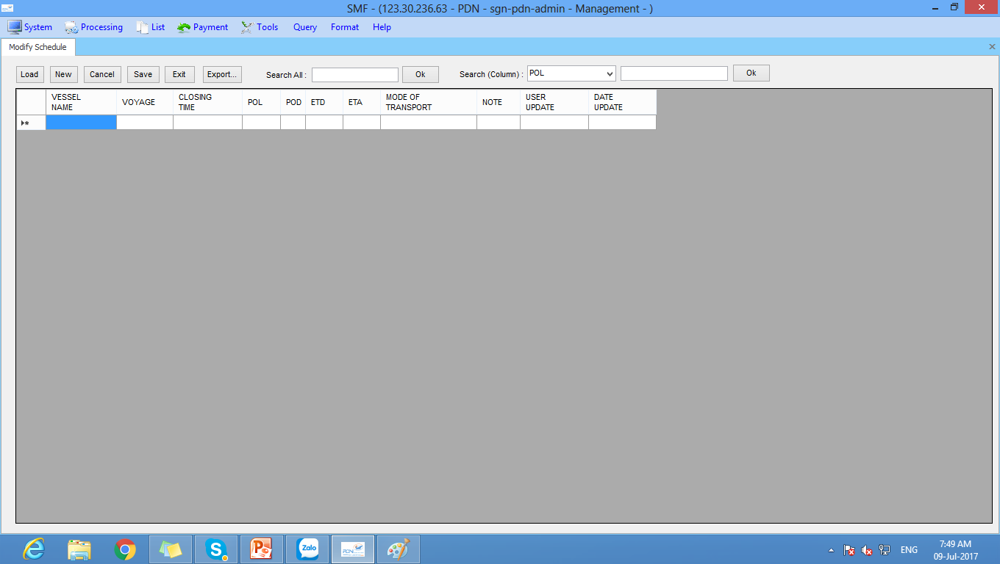 SMF - (123.30.236.63 - PDN - sgn-pdn-admin - Management - )
System Processing List Payment Tools Query Format Help
Modify Schedule
Load New Cancel Save Exit Export... Search All : Ok Search (Column) : POL Ok
VESSEL NAME VOYAGE CLOSING TIME POL POD ETD ETA MODE OF TRANSPORT NOTE USER UPDATE DATE UPDATE
Zalo
PDN
ENG
7:49 AM
09-Jul-2017